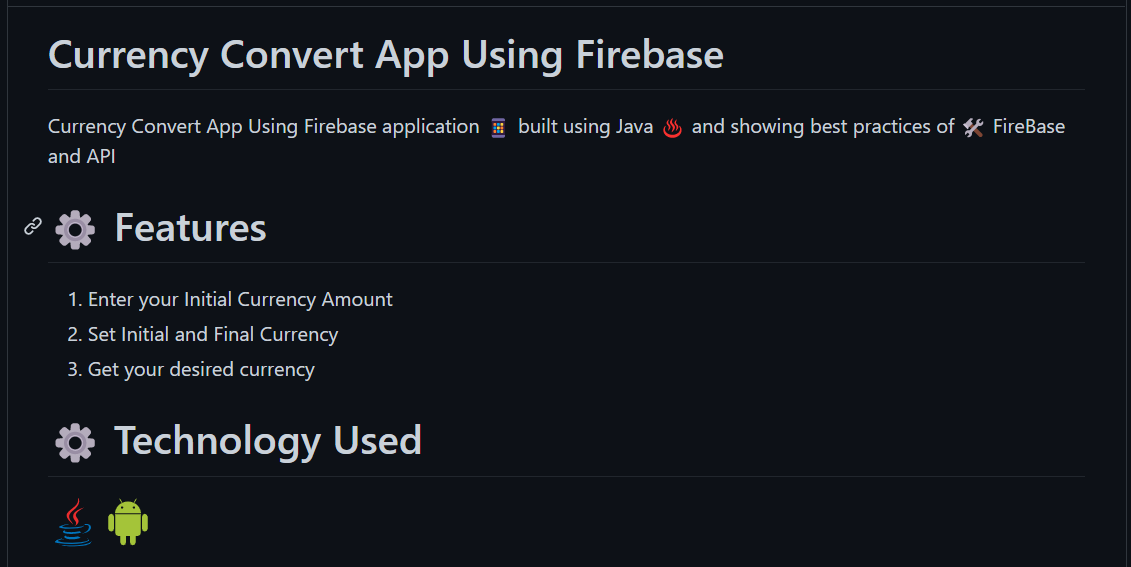 Currency Convert App Using Firebase
Currency Convert App Using Firebase application 📱 built using Java ♨️ and showing best practices of 🛠️ FireBase
and API
⚙️ Features
1. Enter your Initial Currency Amount
2. Set Initial and Final Currency
3. Get your desired currency
⚙️ Technology Used